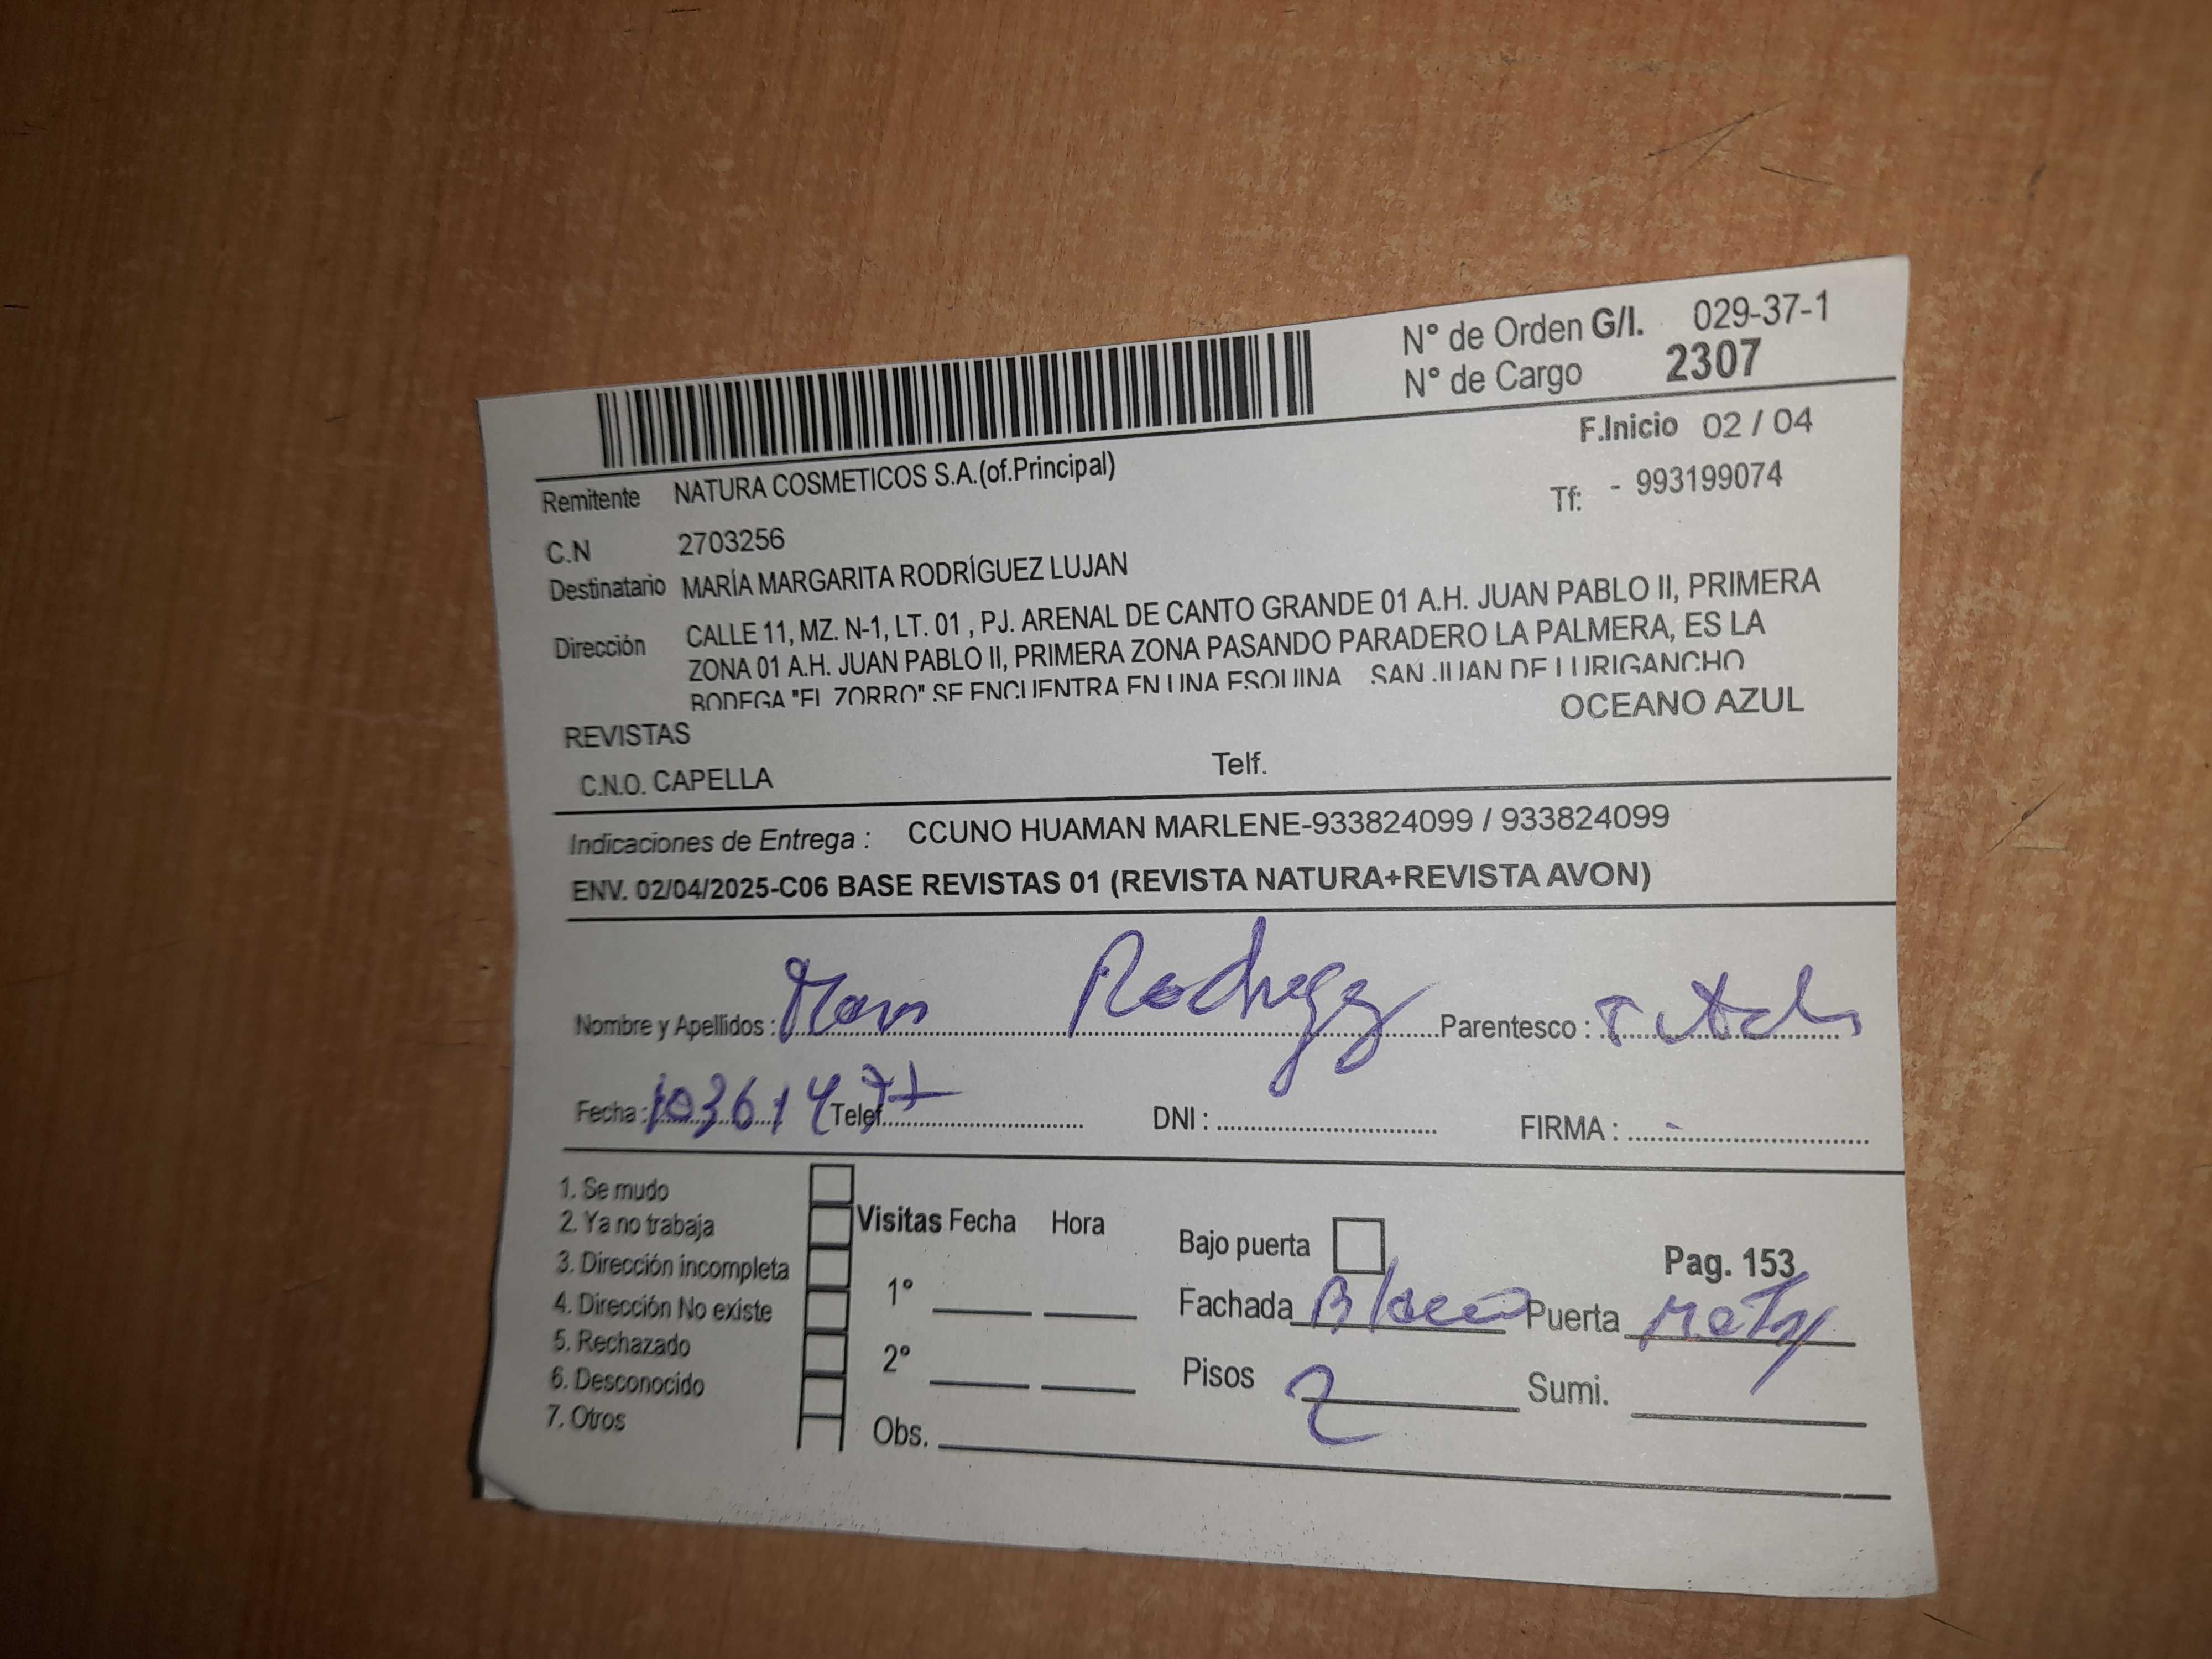 N° de Orden G/I. 029-37-1
N° de Cargo 2307
F.Inicio 02 / 04
Remitente NATURA COSMETICOS S.A.(of.Principal)
Tf: - 993199074
C.N 2703256
Destinatario MARÍA MARGARITA RODRÍGUEZ LUJAN
Dirección CALLE 11, MZ. N-1, LT. 01 , PJ. ARENAL DE CANTO GRANDE 01 A.H. JUAN PABLO II, PRIMERA
ZONA 01 A.H. JUAN PABLO II, PRIMERA ZONA PASANDO PARADERO LA PALMERA, ES LA
BODEGA "EL ZORRO" SE ENCUENTRA EN UNA ESQUINA SAN JUAN DE LURIGANCHO
REVISTAS OCEANO AZUL
C.N.O. CAPELLA Telf.
Indicaciones de Entrega : CCUNO HUAMAN MARLENE-933824099 / 933824099
ENV. 02/04/2025-C06 BASE REVISTAS 01 (REVISTA NATURA+REVISTA AVON)
Nombre y Apellidos : Parentesco :
Fecha : Telef. DNI : FIRMA :
1. Se mudo
2. Ya no trabaja
3. Dirección incompleta
4. Dirección No existe
5. Rechazado
6. Desconocido
7. Otros
Visitas Fecha Hora
1°
2°
Obs.
Bajo puerta Pag. 153
Fachada Puerta
Pisos 2 Sumi.